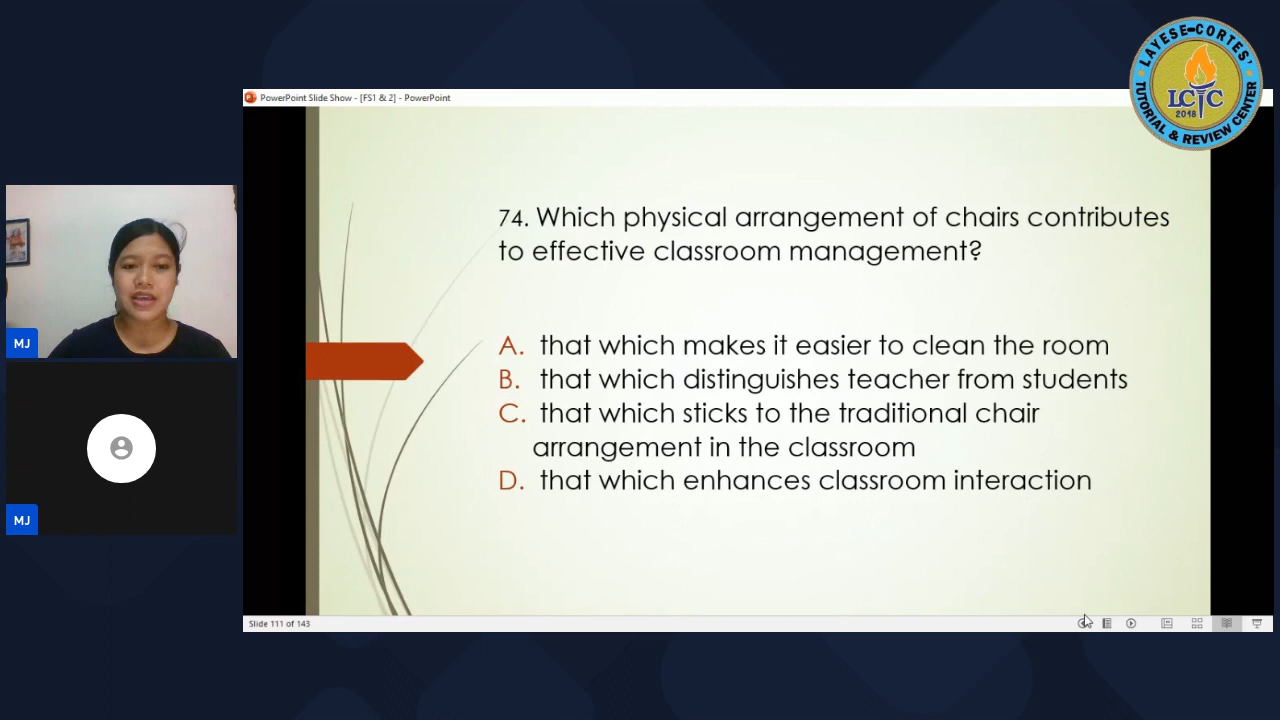 LAYESE-CORTES'
LCTC
2018
TUTORIAL & REVIEW CENTER
PowerPoint Slide Show - [FS1 & 2] - PowerPoint
74. Which physical arrangement of chairs contributes
to effective classroom management?
A. that which makes it easier to clean the room
B. that which distinguishes teacher from students
C. that which sticks to the traditional chair
arrangement in the classroom
D. that which enhances classroom interaction
MJ
MJ
Slide 111 of 143